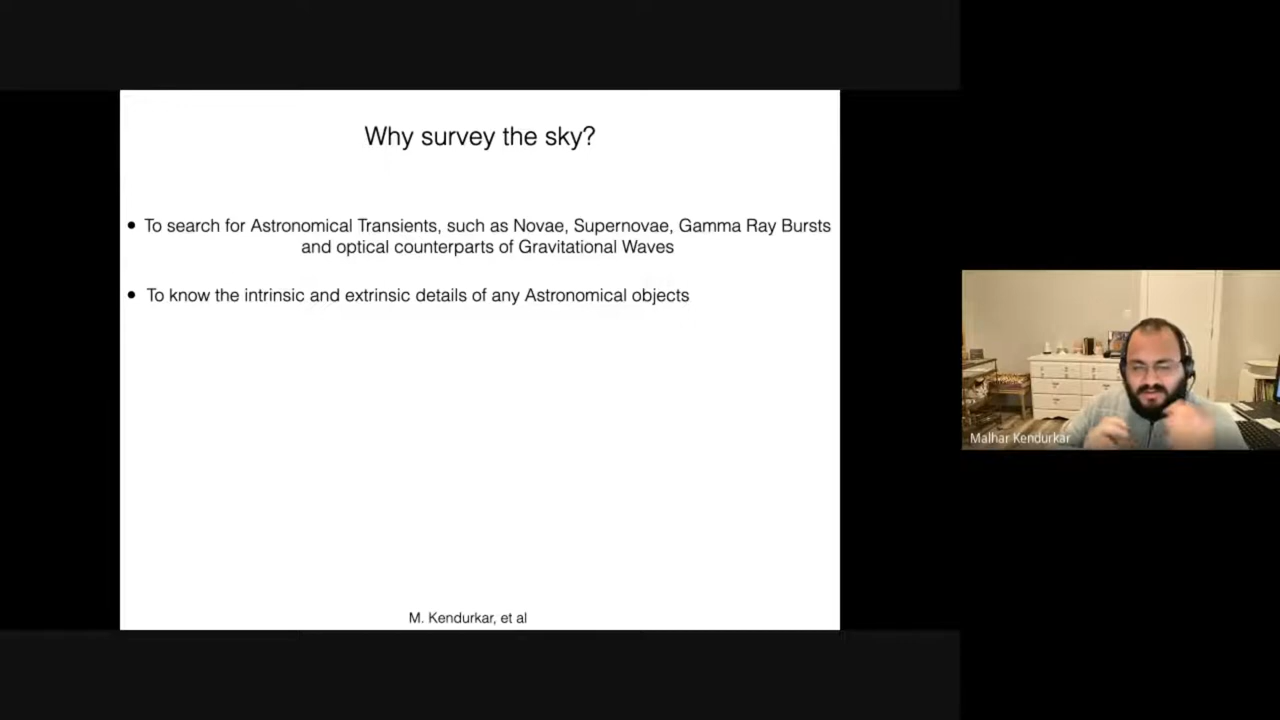 Why survey the sky?
• To search for Astronomical Transients, such as Novae, Supernovae, Gamma Ray Bursts
and optical counterparts of Gravitational Waves
• To know the intrinsic and extrinsic details of any Astronomical objects
M. Kendurkar, et al
Malhar Kendurkar